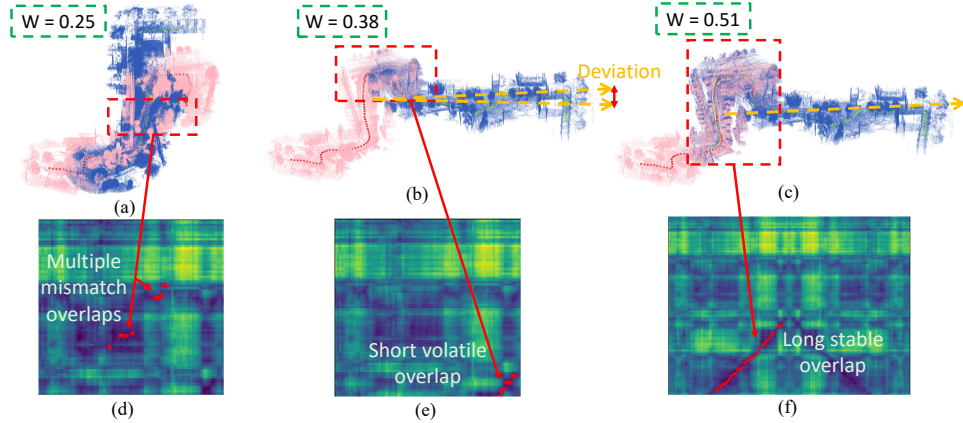 W = 0.25
W = 0.38
W = 0.51
Deviation
(a)
(b)
(c)
Multiple
mismatch
overlaps
Short volatile
overlap
Long stable
overlap
(d)
(e)
(f)